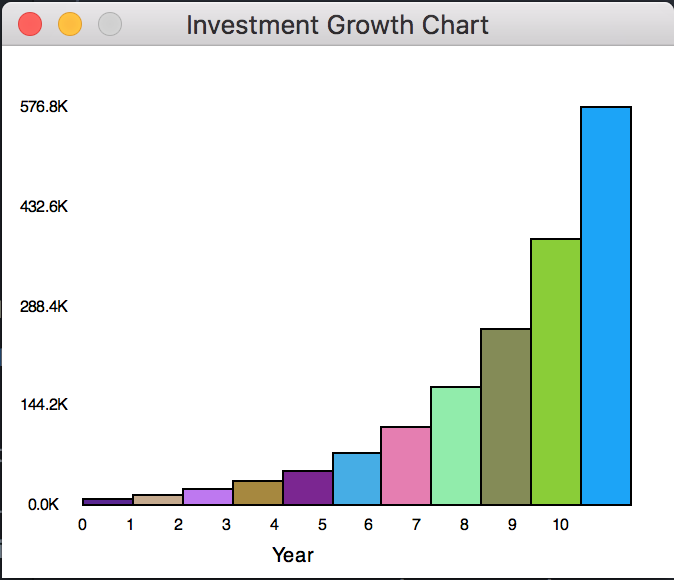 Investment Growth Chart
576.8K
432.6K
288.4K
144.2K
0.0K
0 1 2 3 4 5 6 7 8 9 10
Year